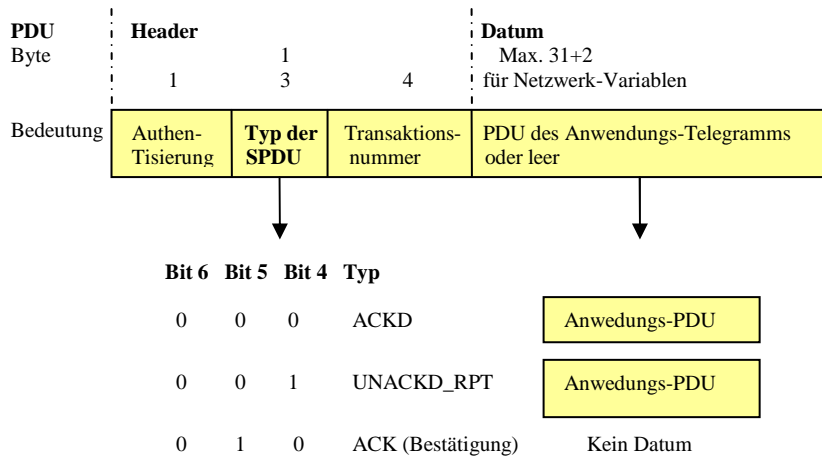 PDU Header Datum
Byte 1 Max. 31+2
1 3 4 für Netzwerk-Variablen
Bedeutung Authen- Typ der Transaktions- PDU des Anwendungs-Telegramms
Tisierung SPDU nummer oder leer
Bit 6 Bit 5 Bit 4 Typ
0 0 0 ACKD Anwedungs-PDU
0 0 1 UNACKD_RPT Anwedungs-PDU
0 1 0 ACK (Bestätigung) Kein Datum